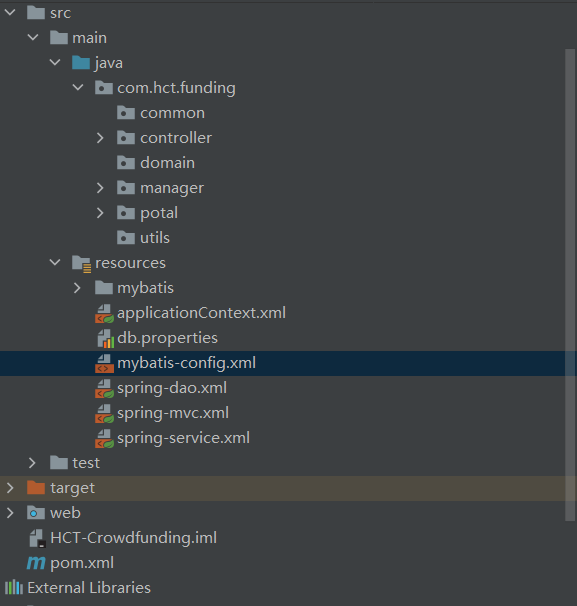 src
main
java
com.hct.funding
common
controller
domain
manager
potal
utils
resources
mybatis
applicationContext.xml
db.properties
mybatis-config.xml
spring-dao.xml
spring-mvc.xml
spring-service.xml
test
target
web
HCT-Crowdfunding.iml
pom.xml
External Libraries